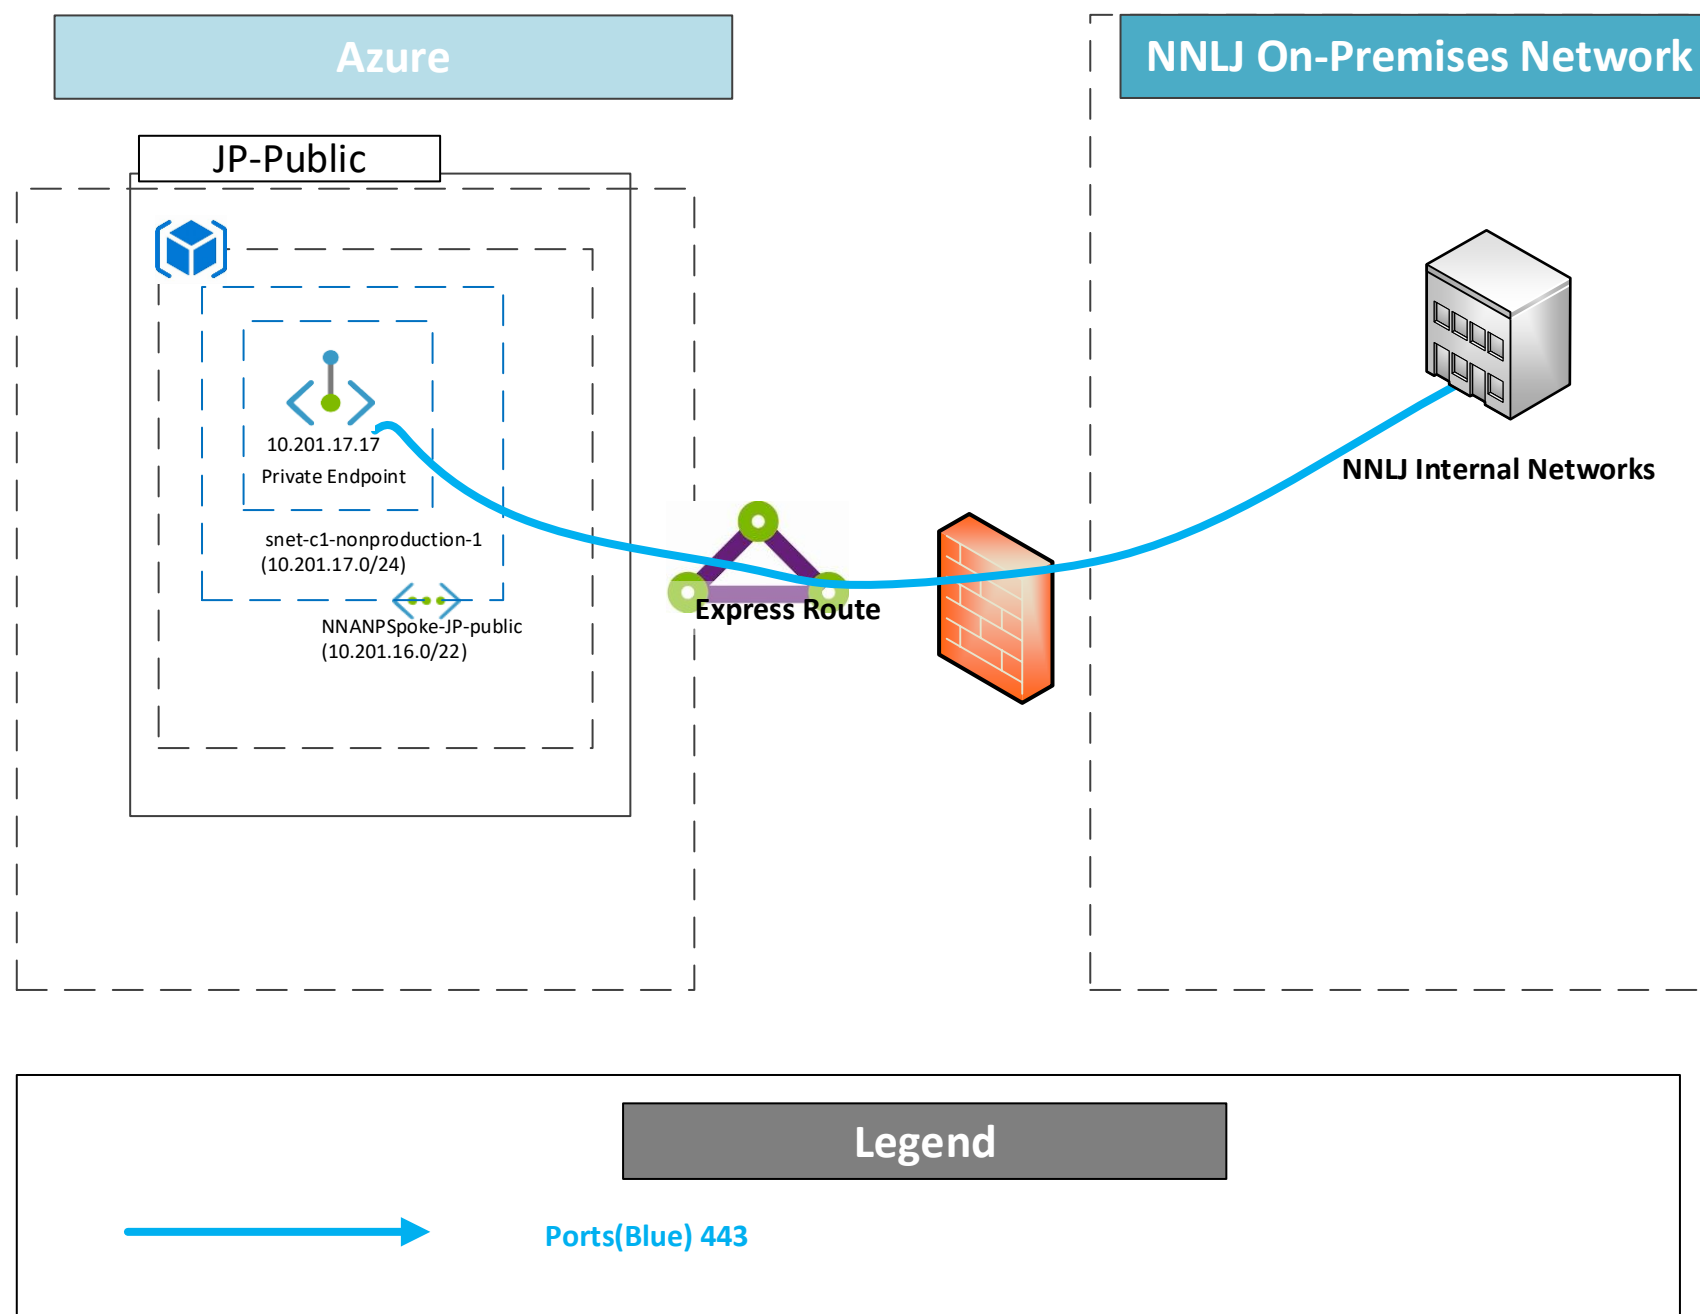 Azure
NNLJ On-Premises Network
JP-Public
10.201.17.17
Private Endpoint
snet-c1-nonproduction-1
(10.201.17.0/24)
NNANPSpoke-JP-public
(10.201.16.0/22)
Express Route
NNLJ Internal Networks
Legend
Ports(Blue) 443